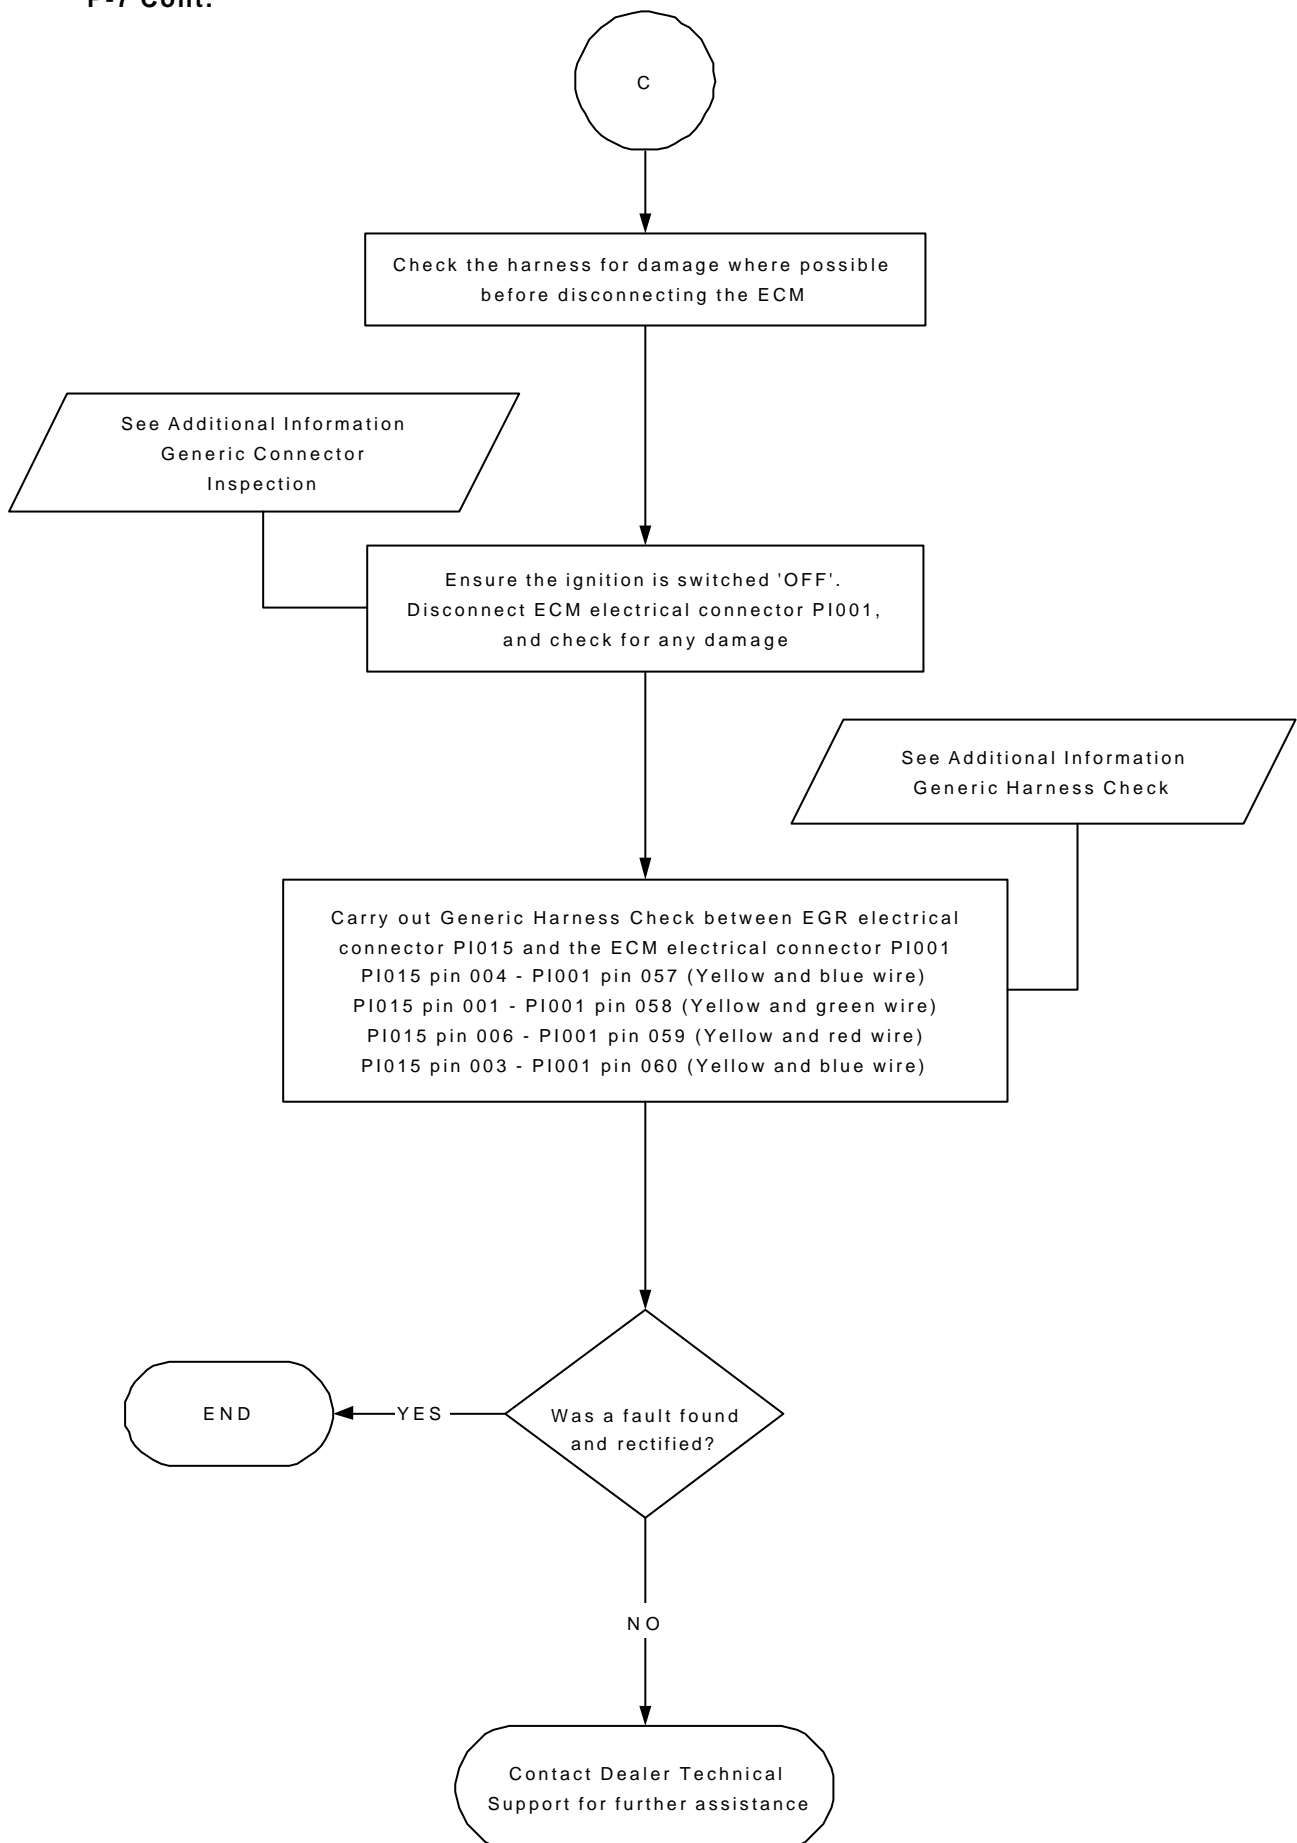 P-7 Cont.
C
Check the harness for damage where possible
before disconnecting the ECM
See Additional Information
Generic Connector
Inspection
Ensure the ignition is switched 'OFF'.
Disconnect ECM electrical connector PI001,
and check for any damage
See Additional Information
Generic Harness Check
Carry out Generic Harness Check between EGR electrical
connector PI015 and the ECM electrical connector PI001
PI015 pin 004 - PI001 pin 057 (Yellow and blue wire)
PI015 pin 001 - PI001 pin 058 (Yellow and green wire)
PI015 pin 006 - PI001 pin 059 (Yellow and red wire)
PI015 pin 003 - PI001 pin 060 (Yellow and blue wire)
Was a fault found
and rectified?
YES
END
NO
Contact Dealer Technical
Support for further assistance